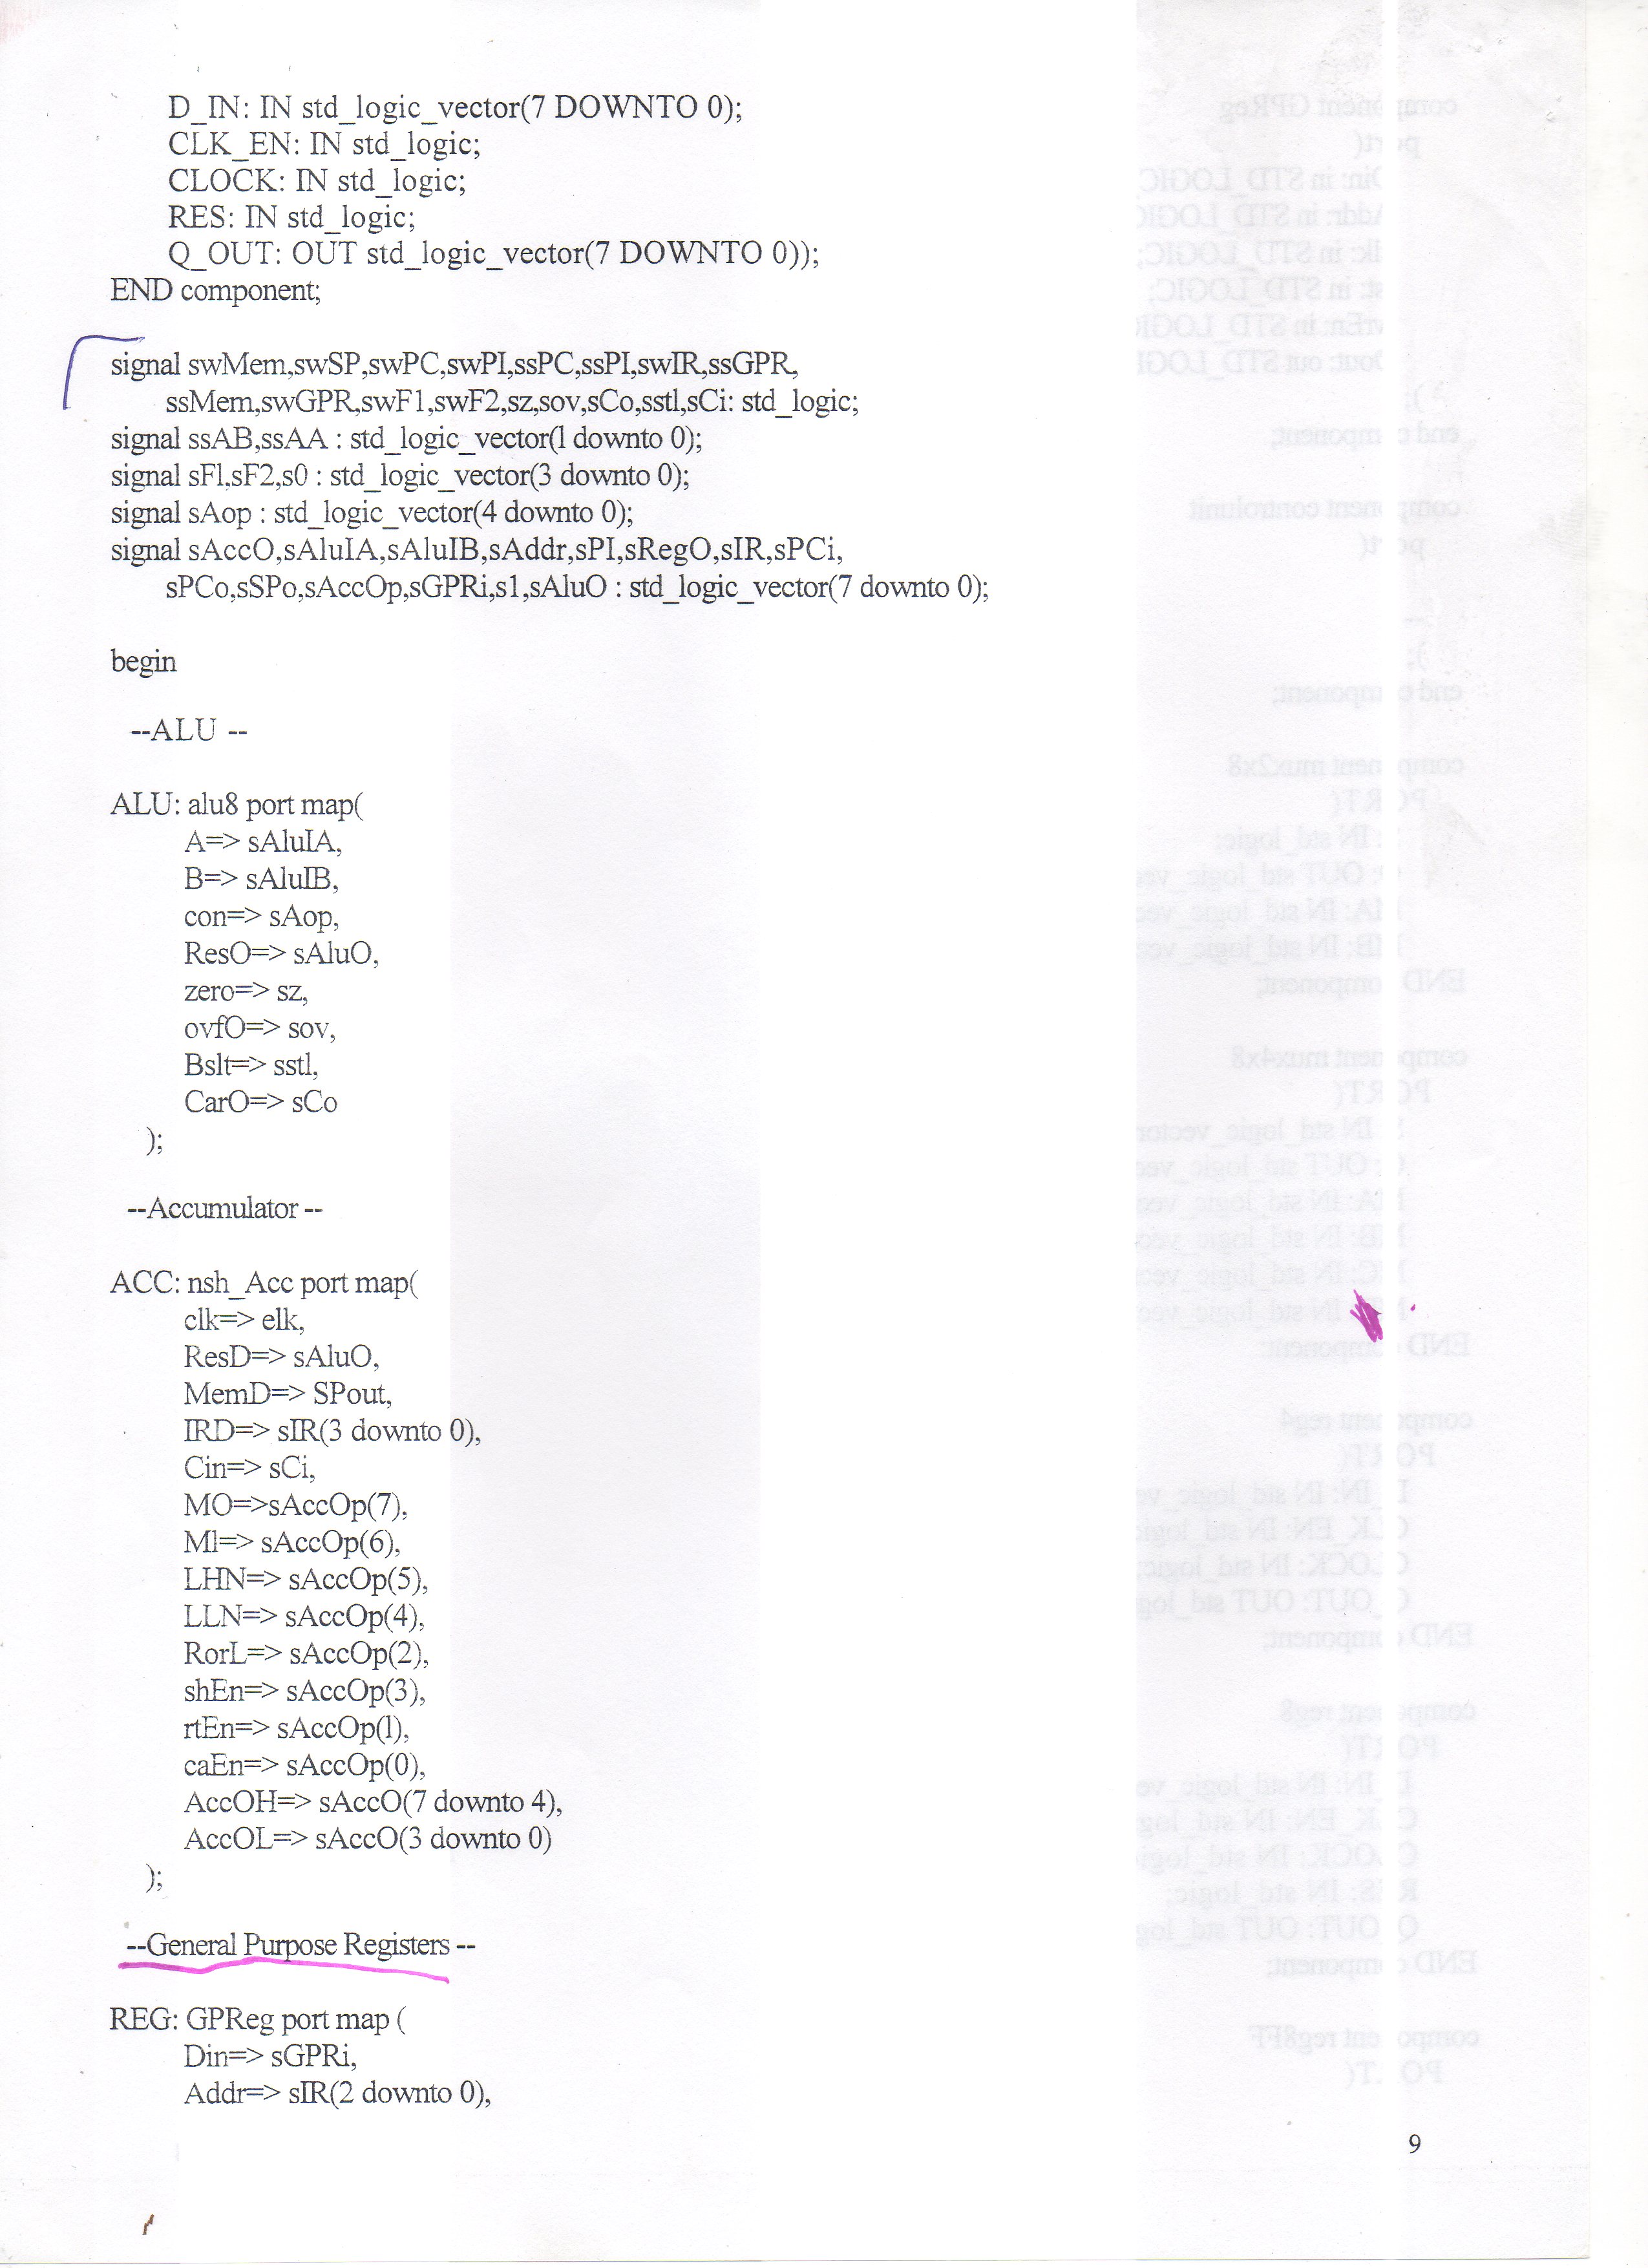 D_IN: IN std_logic_vector(7 DOWNTO 0);
CLK_EN: IN std_logic;
CLOCK: IN std_logic;
RES: IN std_logic;
Q_OUT: OUT std_logic_vector(7 DOWNTO 0));
END component;
signal swMem,swSP,swPC,swPI,ssPC,ssPI,swIR,ssGPR,
ssMem,swGPR,swF1,swF2,sz,sov,sCo,sstl,sCi: std_logic;
signal ssAB,ssAA : std_logic_vector(l downto 0);
signal sFl,sF2,s0 : std_logic_vector(3 downto 0);
signal sAop : std_logic_vector(4 downto 0);
signal sAccO,sAluIA,sAluIB,sAddr,sPI,sRegO,sIR,sPCi,
sPCo,sSPo,sAccOp,sGPRi,s1,sAluO : std_logic_vector(7 downto 0);
begin
--ALU --
ALU: alu8 port map(
A=> sAluIA,
B=> sAluIB,
con=> sAop,
ResO=> sAluO,
zero=> sz,
ovfO=> sov,
Bslt=> sstl,
CarO=> sCo
);
--Accumulator --
ACC: nsh_Acc port map(
clk=> elk,
ResD=> sAluO,
MemD=> SPout,
IRD=> sIR(3 downto 0),
Cin=> sCi,
MO=>sAccOp(7),
Ml=> sAccOp(6),
LHN=> sAccOp(5),
LLN=> sAccOp(4),
RorL=> sAccOp(2),
shEn=> sAccOp(3),
rtEn=> sAccOp(l),
caEn=> sAccOp(0),
AccOH=> sAccO(7 downto 4),
AccOL=> sAccO(3 downto 0)
);
--General Purpose Registers --
REG: GPReg port map (
Din=> sGPRi,
Addr=> sIR(2 downto 0),
9